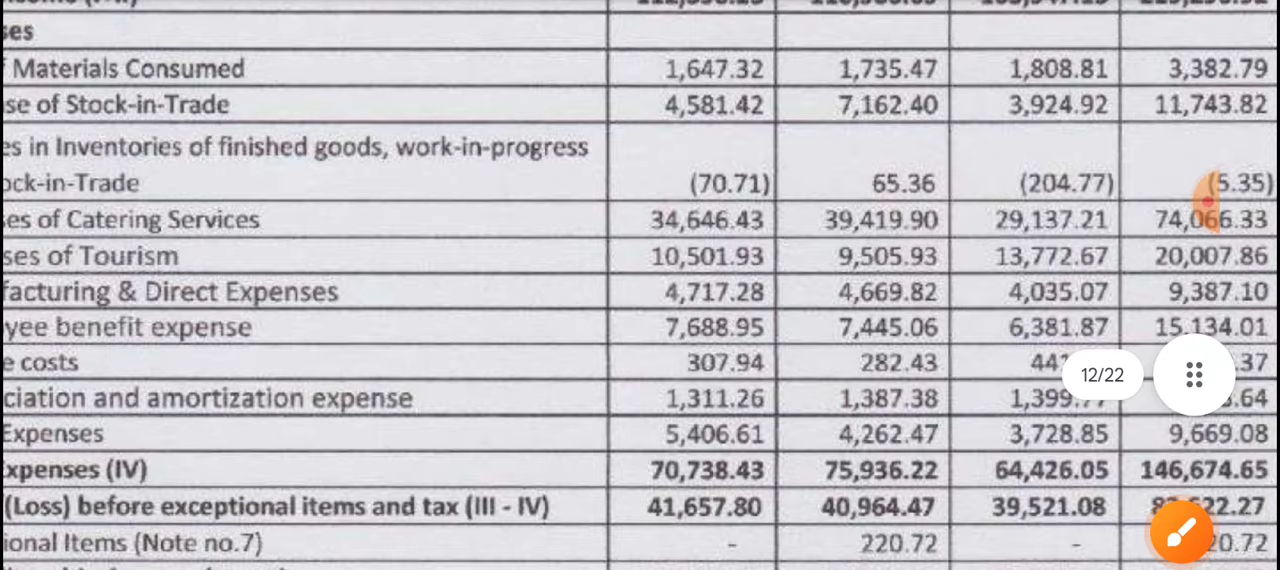 ses
f Materials Consumed 1,647.32 1,735.47 1,808.81 3,382.79
se of Stock-in-Trade 4,581.42 7,162.40 3,924.92 11,743.82
es in Inventories of finished goods, work-in-progress
ock-in-Trade (70.71) 65.36 (204.77) (5.35)
ses of Catering Services 34,646.43 39,419.90 29,137.21 74,066.33
ses of Tourism 10,501.93 9,505.93 13,772.67 20,007.86
facturing & Direct Expenses 4,717.28 4,669.82 4,035.07 9,387.10
yee benefit expense 7,688.95 7,445.06 6,381.87 15,134.01
e costs 307.94 282.43
12/22
ciation and amortization expense 1,311.26 1,387.38
Expenses 5,406.61 4,262.47 3,728.85 9,669.08
xpenses (IV) 70,738.43 75,936.22 64,426.05 146,674.65
(Loss) before exceptional items and tax (III - IV) 41,657.80 40,964.47 39,521.08
ional Items (Note no.7) - 220.72 -